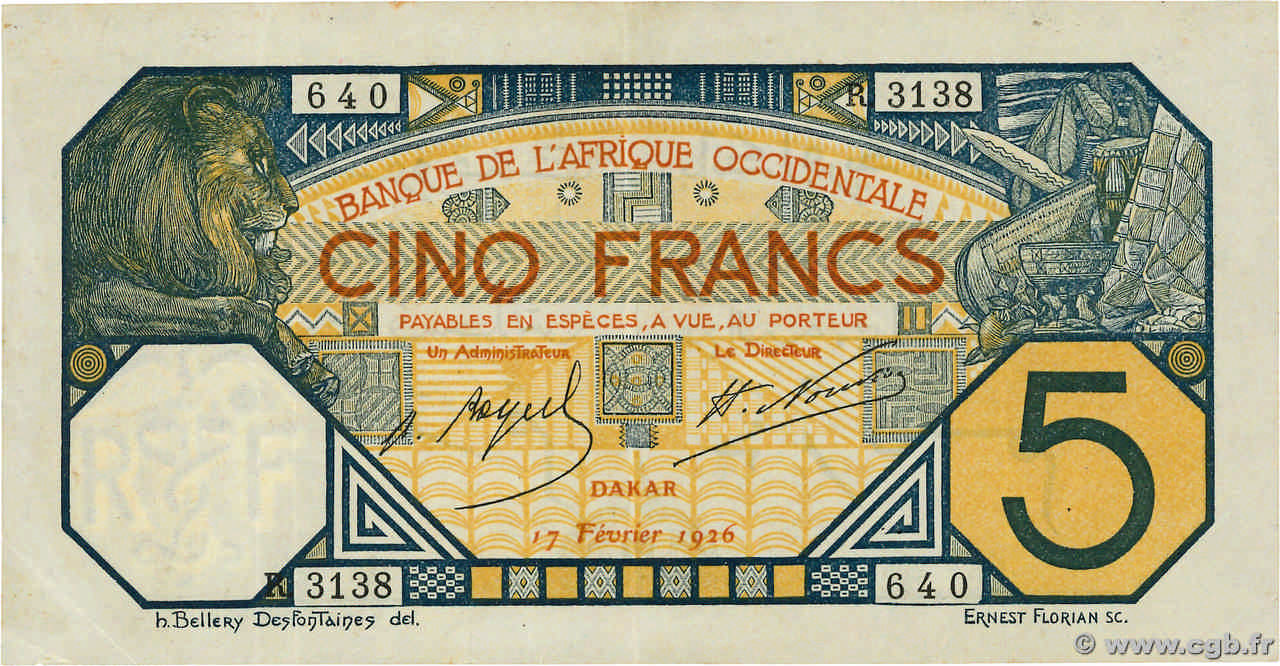 640
R 3138
BANQUE DE L'AFRIQUE OCCIDENTALE
CINQ FRANCS
PAYABLES EN ESPÈCES, A VUE, AU PORTEUR
Un Administrateur
Le Directeur
DAKAR
17 Février 1926
5
R 3138
640
h. Bellery Desfontaines del.
ERNEST FLORIAN SC.
© www.cgb.fr